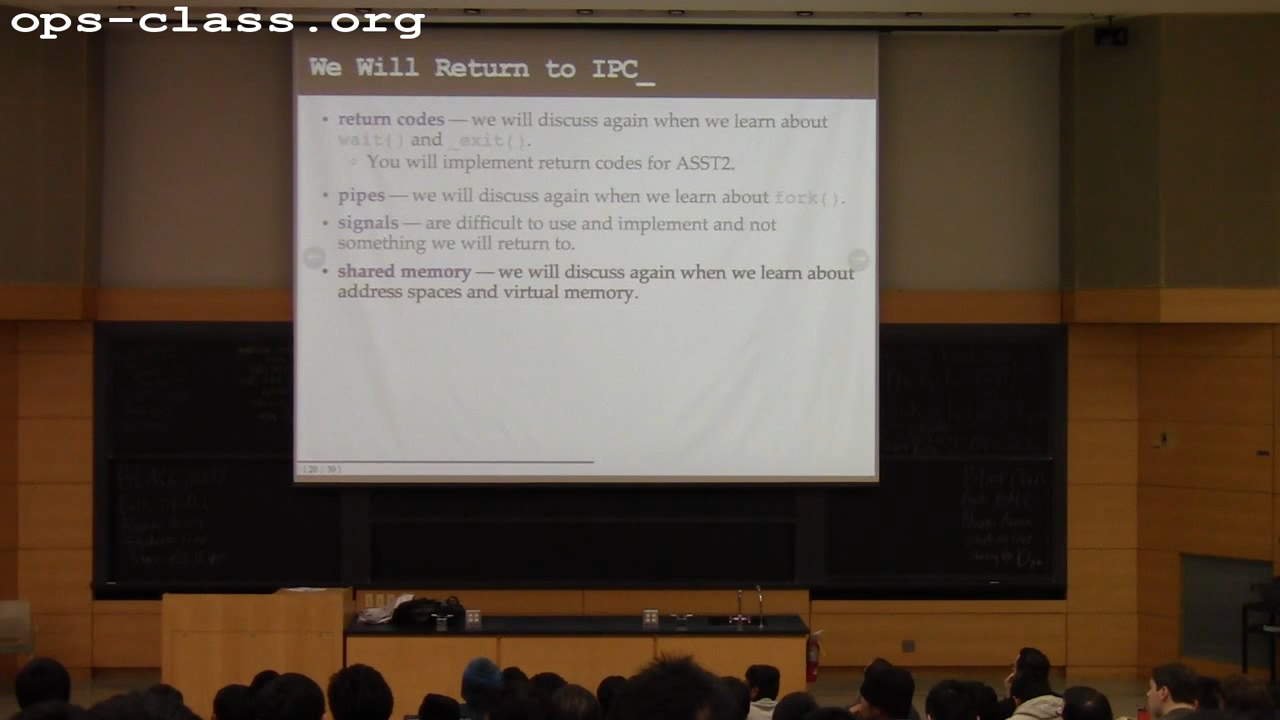 ops-class.org
We Will Return to IPC_
• return codes — we will discuss again when we learn about
wait() and _exit().
◦ You will implement return codes for ASST2.
• pipes — we will discuss again when we learn about fork().
• signals — are difficult to use and implement and not
something we will return to.
• shared memory — we will discuss again when we learn about
address spaces and virtual memory.
(20 / 39)